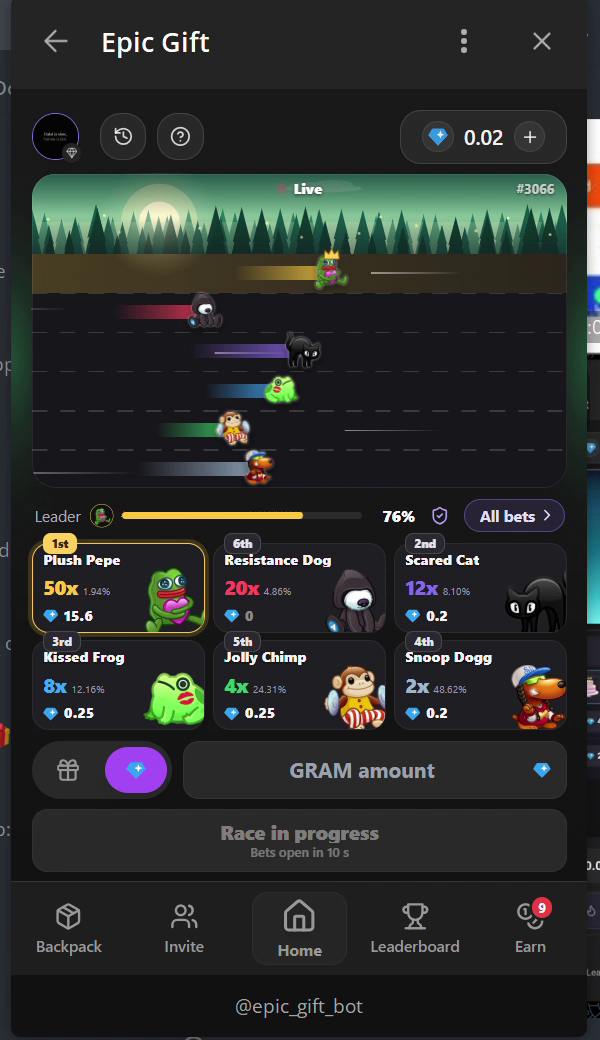 Epic Gift
0.02
Live
#3066
Leader
76%
All bets
1st
Plush Pepe
50x 1.94%
15.6
6th
Resistance Dog
20x 4.86%
0
2nd
Scared Cat
12x 8.10%
0.2
3rd
Kissed Frog
8x 12.16%
0.25
5th
Jolly Chimp
4x 24.31%
0.25
4th
Snoop Dogg
2x 48.62%
0.2
GRAM amount
Race in progress
Bets open in 10 s
Backpack
Invite
Home
Leaderboard
9
Earn
@epic_gift_bot